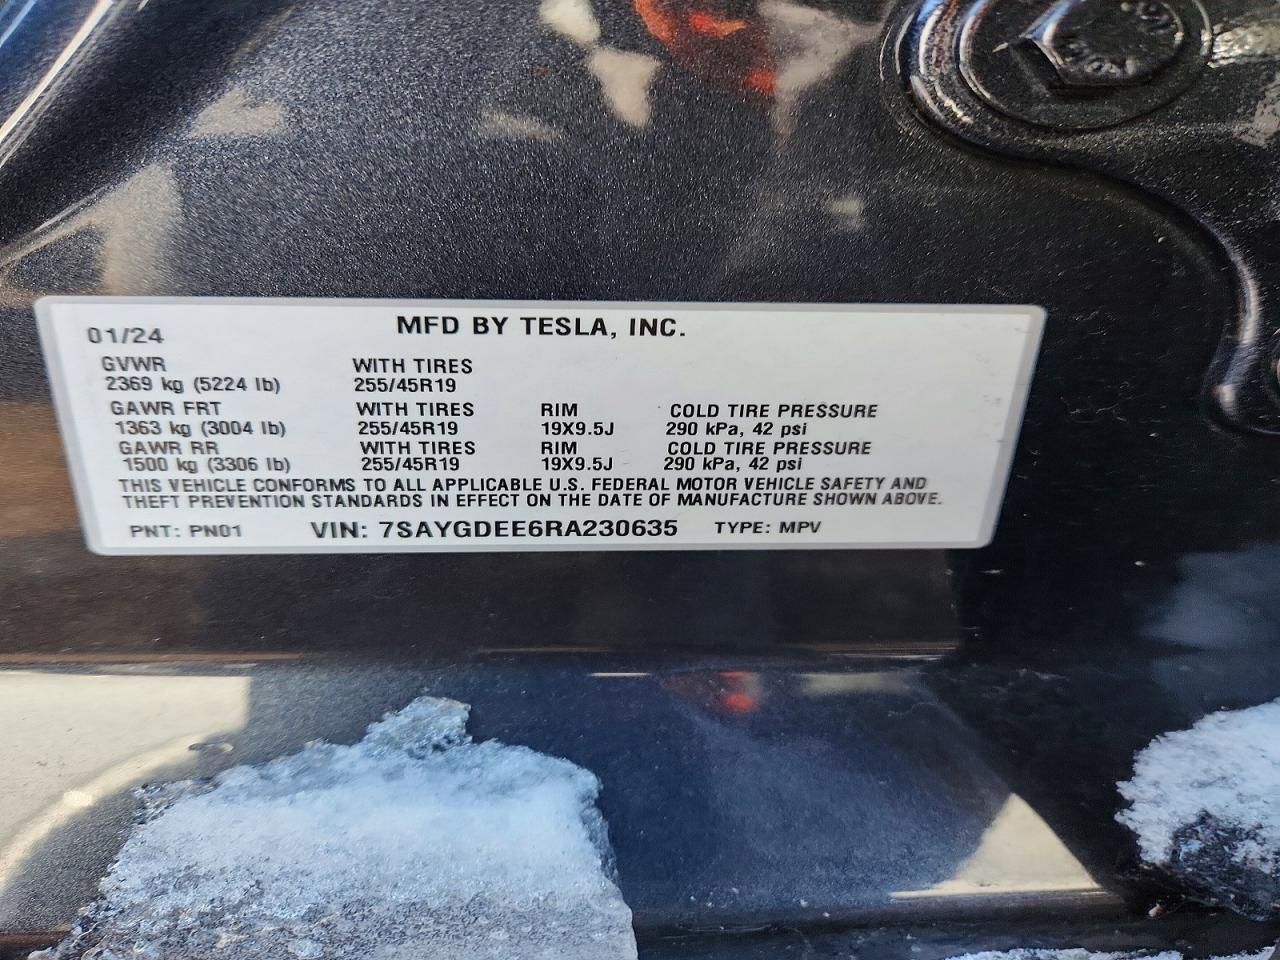 01/24 MFD BY TESLA, INC.
GVWR WITH TIRES
2369 kg (5224 lb) 255/45R19
GAWR FRT WITH TIRES RIM COLD TIRE PRESSURE
1363 kg (3004 lb) 255/45R19 19X9.5J 290 kPa, 42 psi
GAWR RR WITH TIRES RIM COLD TIRE PRESSURE
1500 kg (3306 lb) 255/45R19 19X9.5J 290 kPa, 42 psi
THIS VEHICLE CONFORMS TO ALL APPLICABLE U.S. FEDERAL MOTOR VEHICLE SAFETY AND
THEFT PREVENTION STANDARDS IN EFFECT ON THE DATE OF MANUFACTURE SHOWN ABOVE.
PNT: PN01 VIN: 7SAYGDEE6RA230635 TYPE: MPV